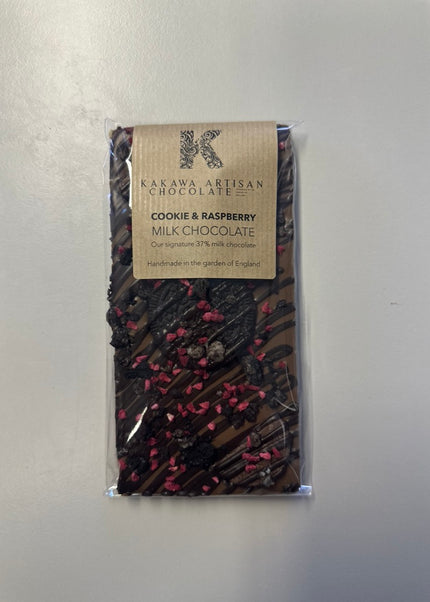 K
KAKAWA ARTISAN
CHOCOLATE
COOKIE & RASPBERRY
MILK CHOCOLATE
Our signature 37% milk chocolate
Handmade in the garden of England